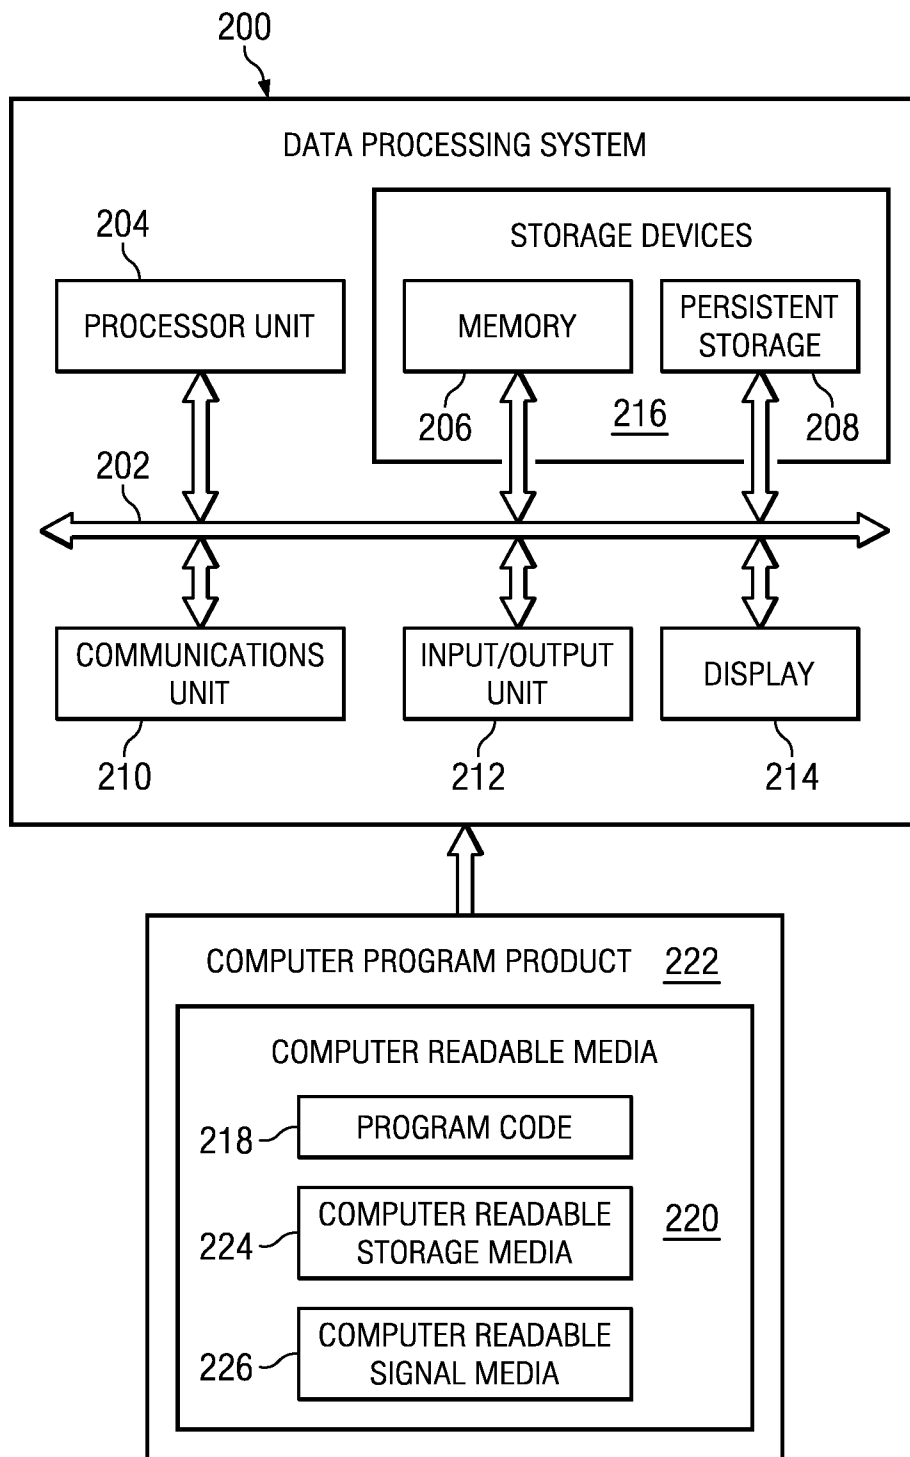 200
DATA PROCESSING SYSTEM
204
STORAGE DEVICES
PROCESSOR UNIT
MEMORY
PERSISTENT
STORAGE
206
216
208
202
COMMUNICATIONS
UNIT
INPUT/OUTPUT
UNIT
DISPLAY
210
212
214
COMPUTER PROGRAM PRODUCT 222
COMPUTER READABLE MEDIA
218
PROGRAM CODE
224
COMPUTER READABLE
STORAGE MEDIA
220
226
COMPUTER READABLE
SIGNAL MEDIA